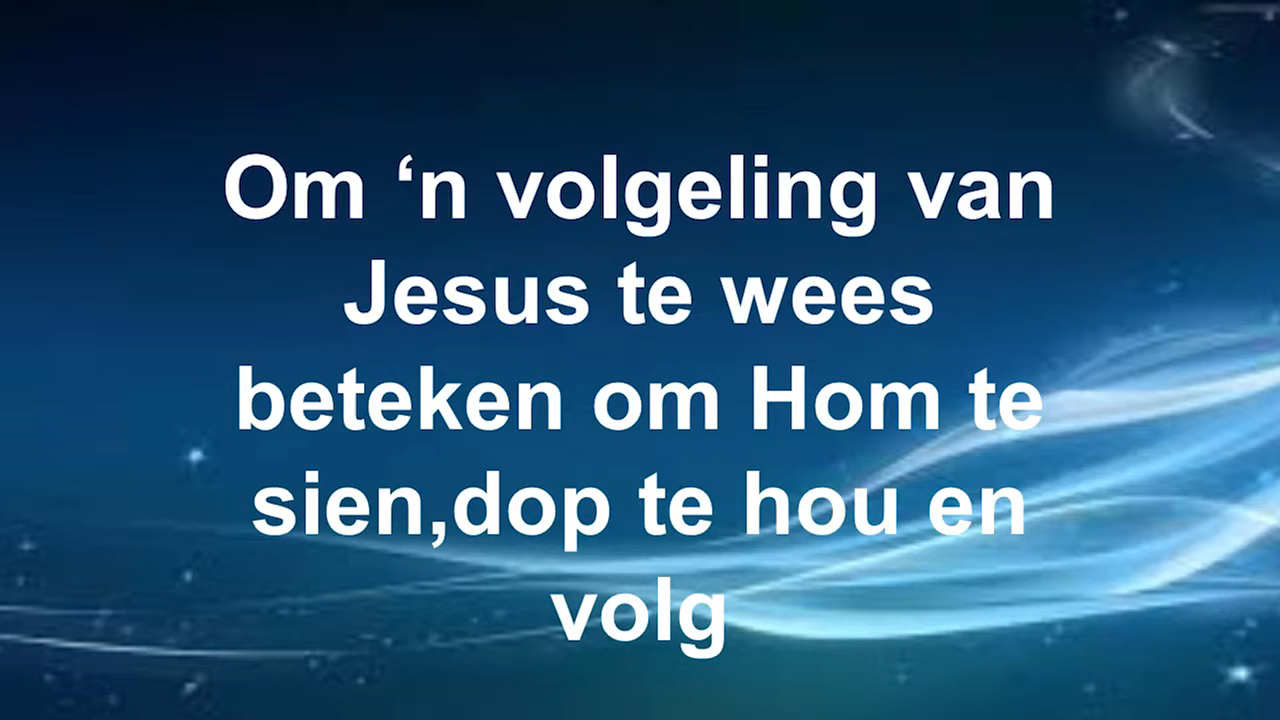 Om ‘n volgeling van
Jesus te wees
beteken om Hom te
sien,dop te hou en
volg